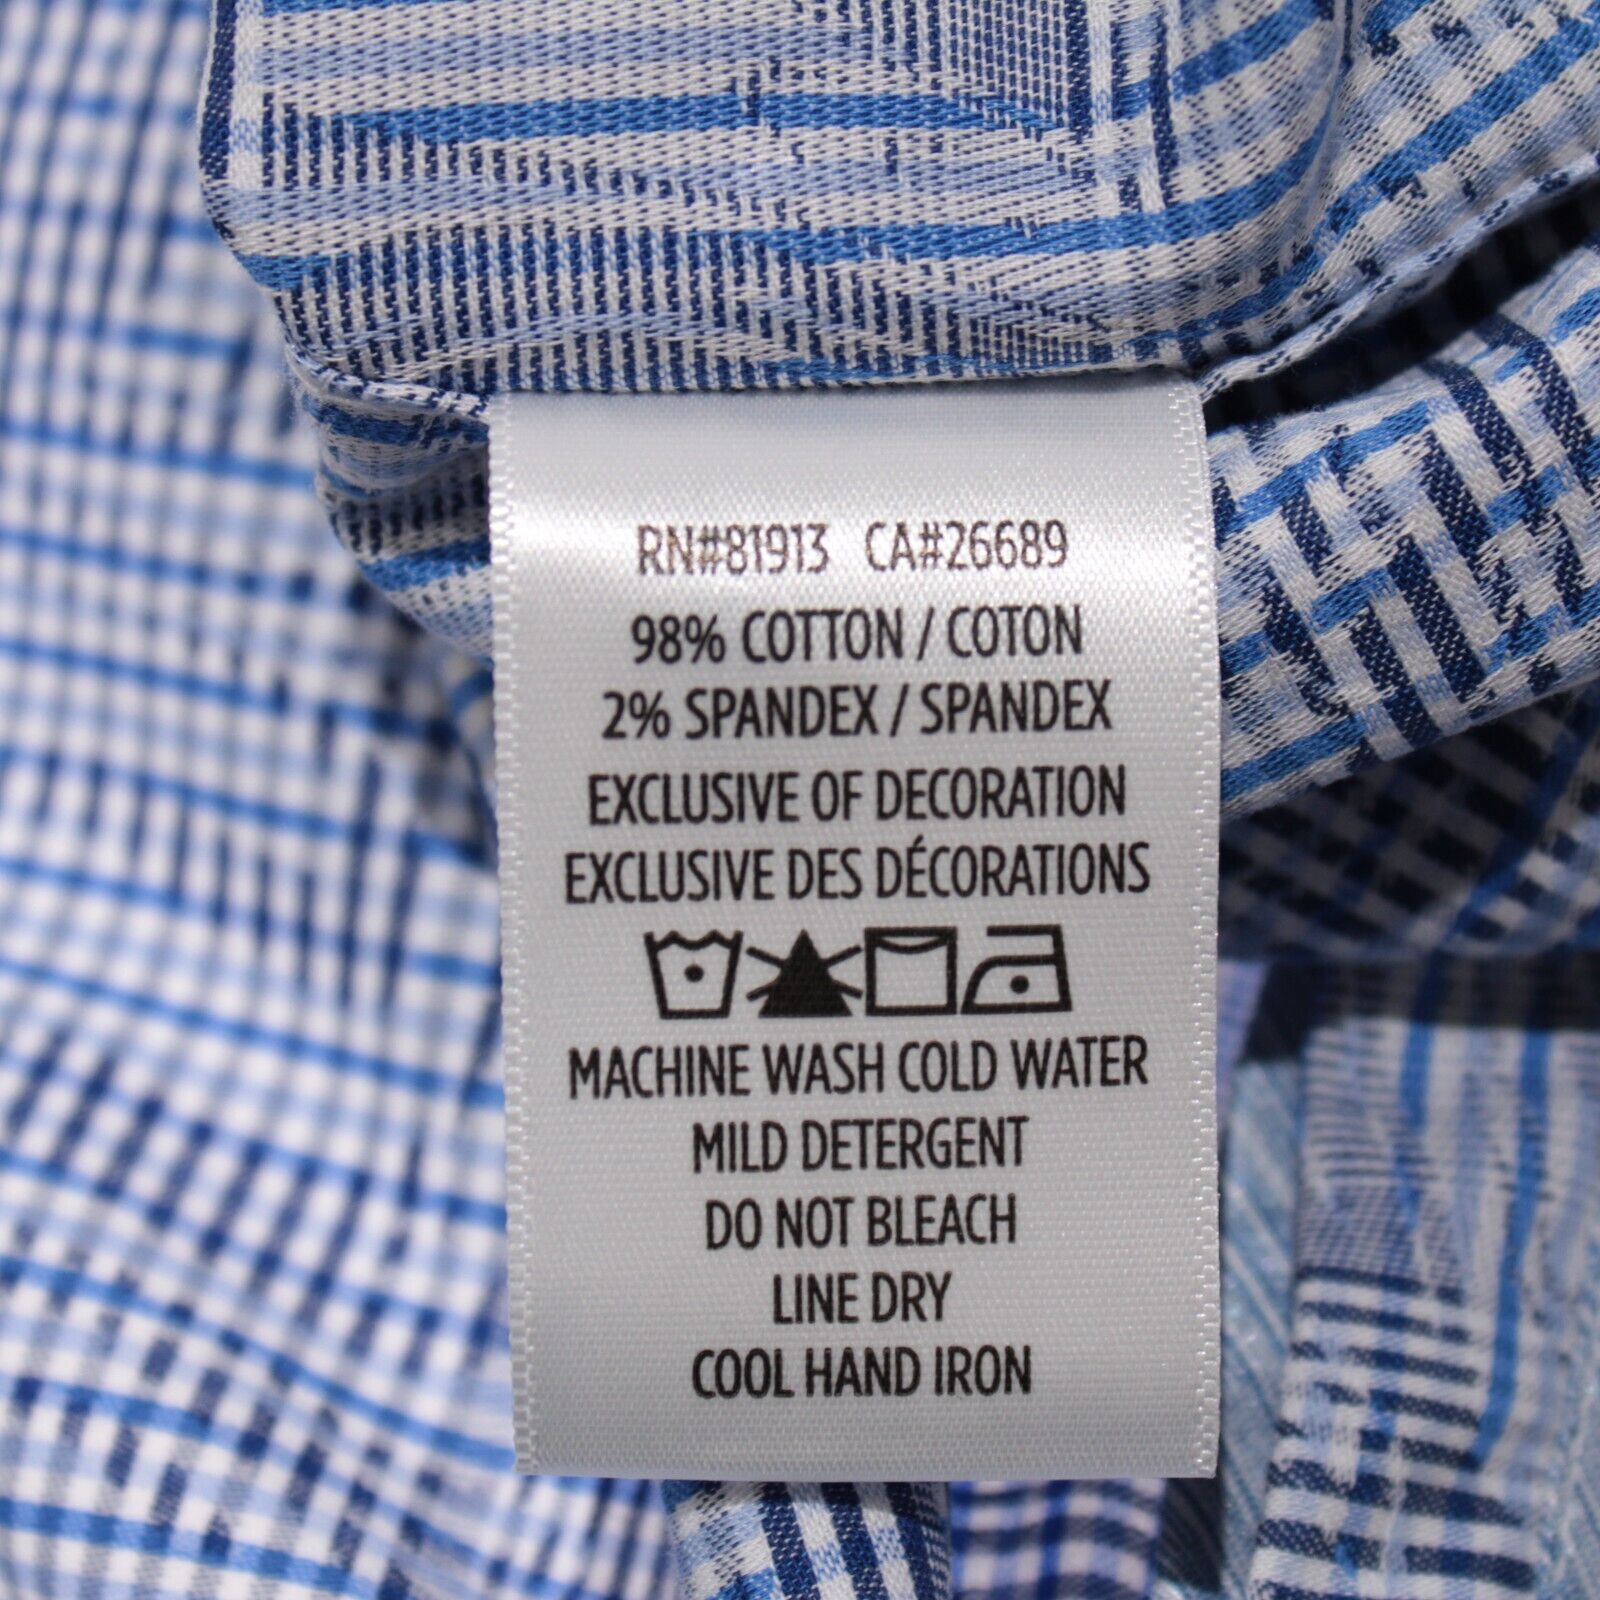 RN#81913 CA#26689
98% COTTON / COTON
2% SPANDEX / SPANDEX
EXCLUSIVE OF DECORATION
EXCLUSIVE DES DÉCORATIONS
MACHINE WASH COLD WATER
MILD DETERGENT
DO NOT BLEACH
LINE DRY
COOL HAND IRON